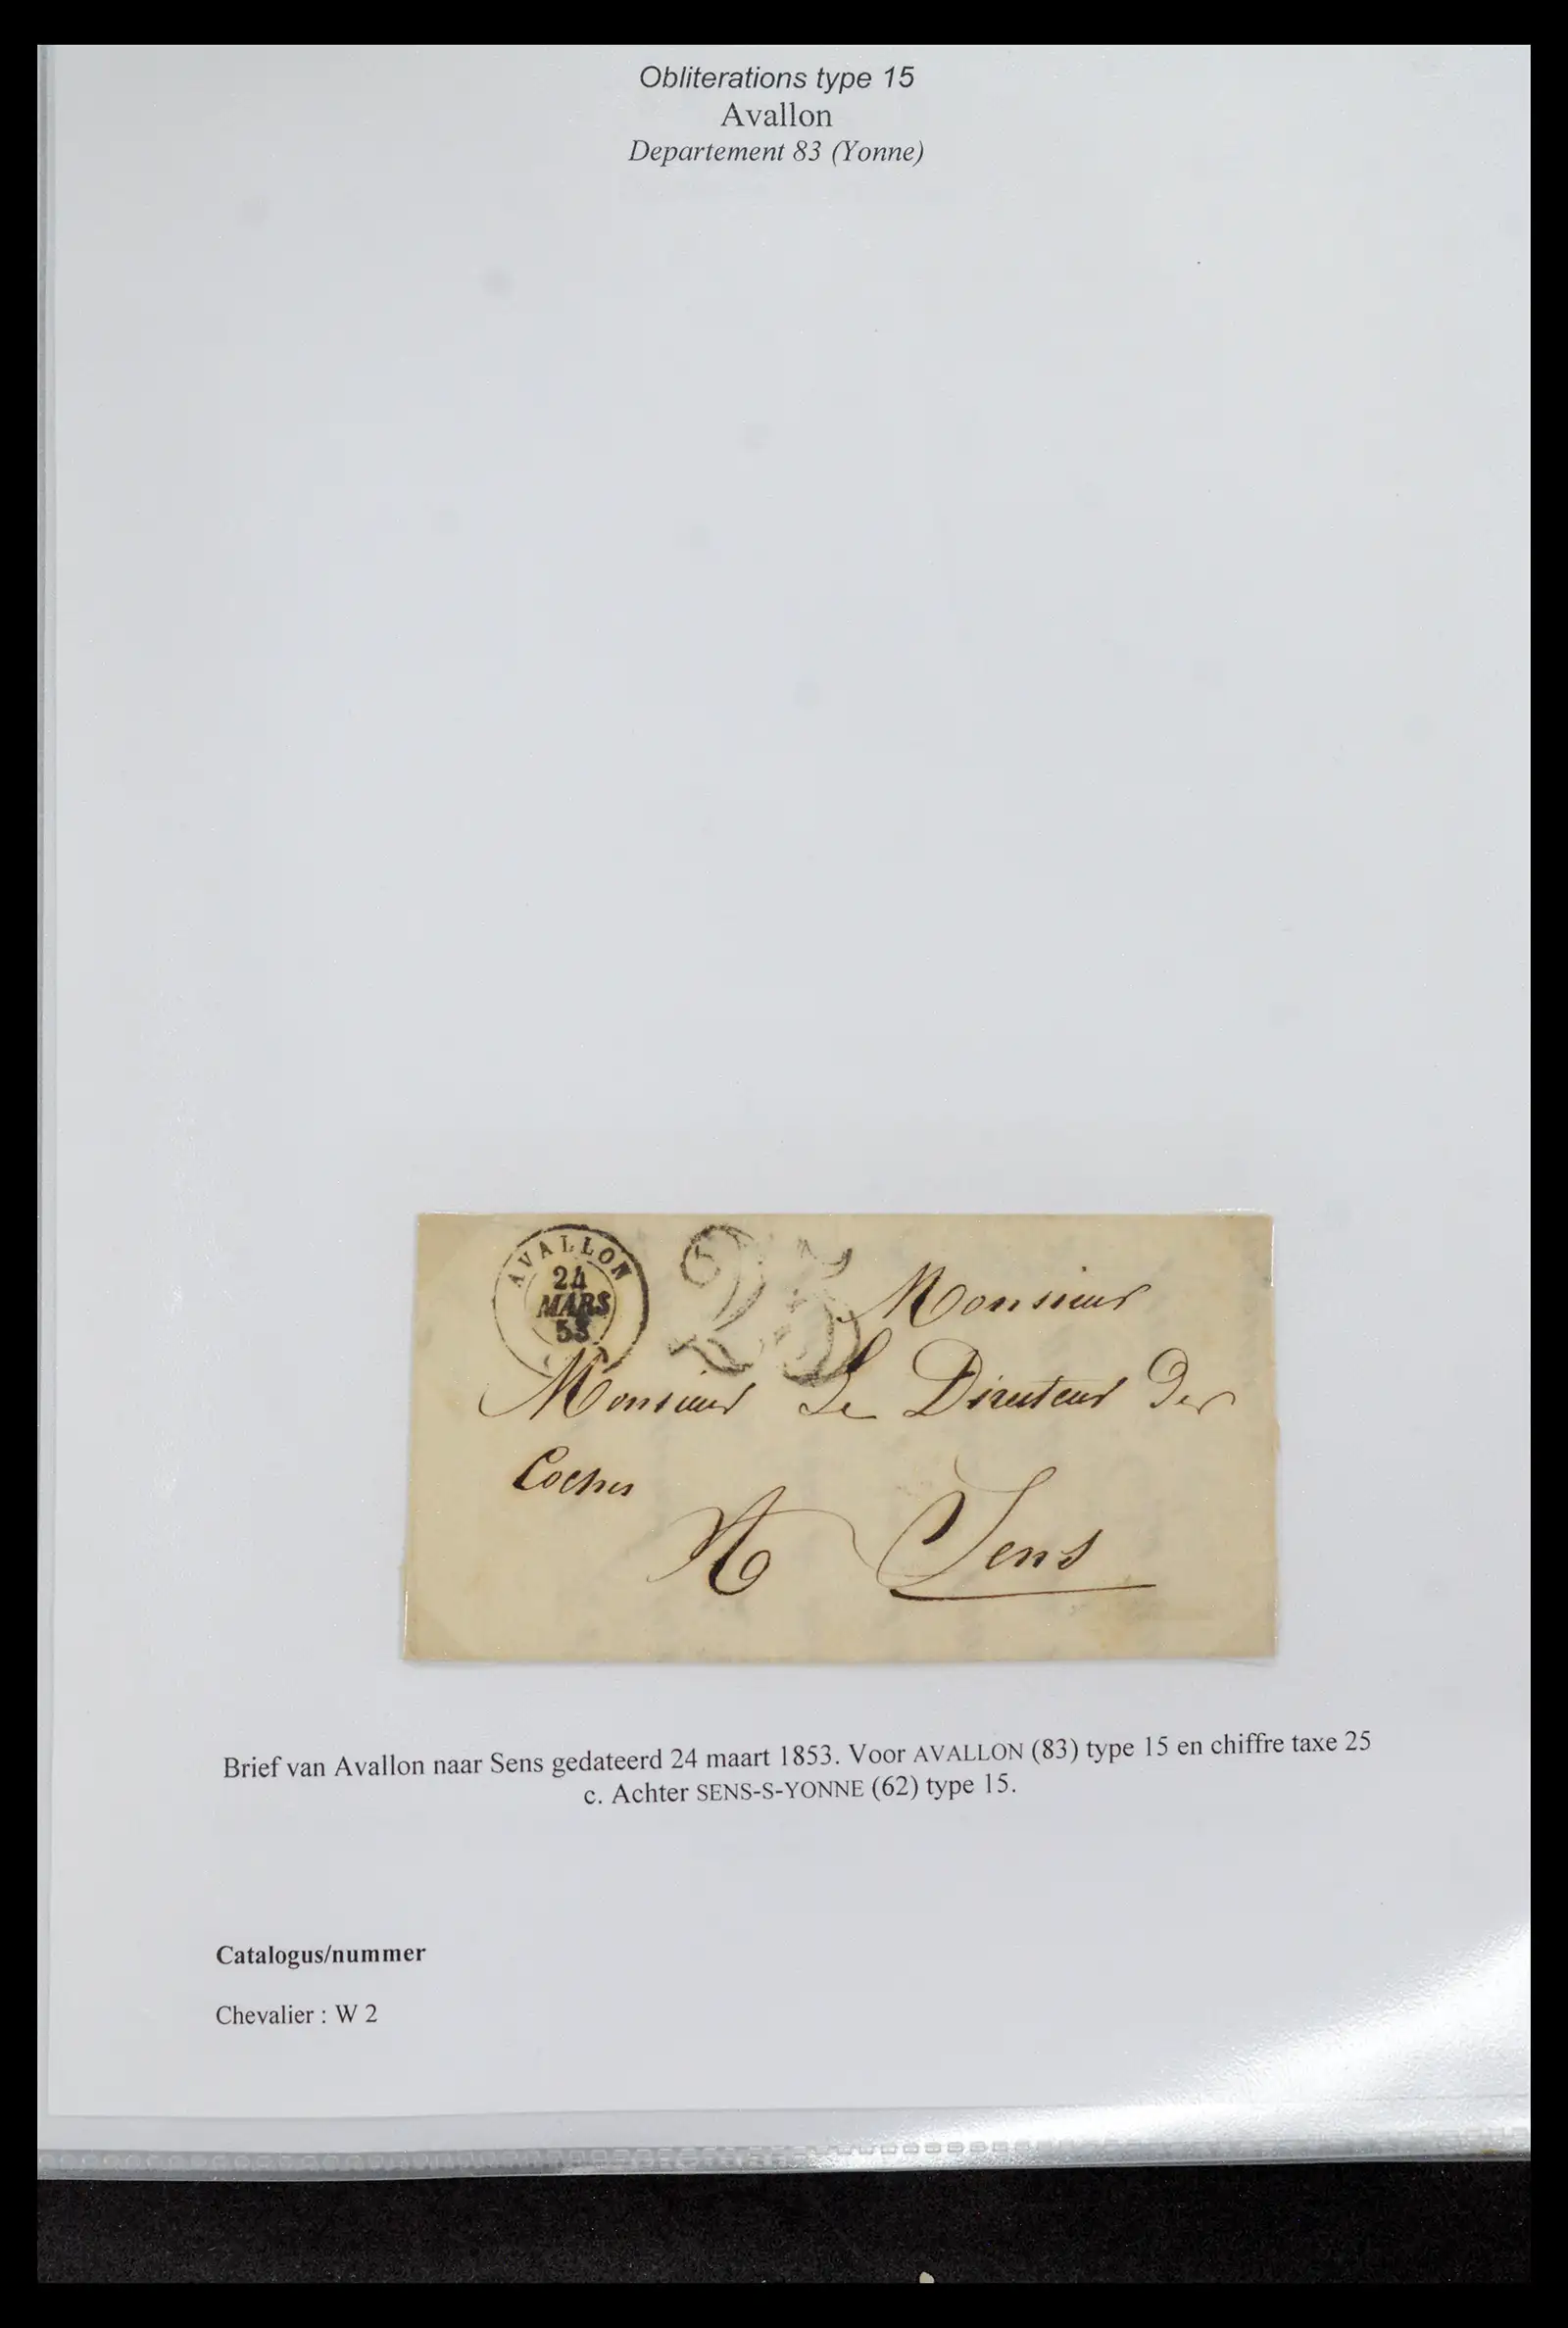 Obliterations type 15
Avallon
Departement 83 (Yonne)
AVALLON
24
MARS
53
25
Monsieur
Monsieur Le Directeur Des
Coches
A Sens
Brief van Avallon naar Sens gedateerd 24 maart 1853. Voor AVALLON (83) type 15 en chiffre taxe 25
c. Achter SENS-S-YONNE (62) type 15.
Catalogus/nummer
Chevalier : W 2